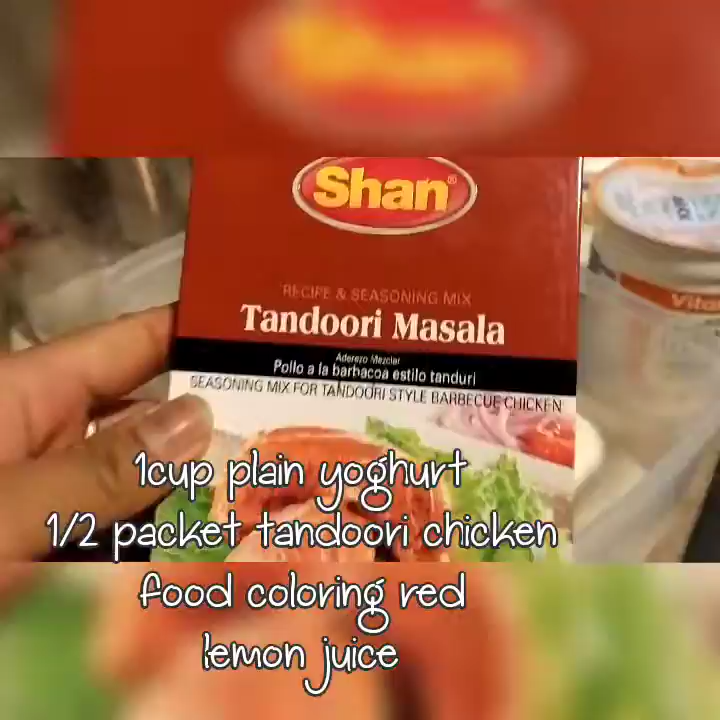 Shan®
RECIPE & SEASONING MIX
Tandoori Masala
Aderezo Mezclar
Pollo a la barbacoa estilo tanduri
SEASONING MIX FOR TANDOORI STYLE BARBECUE CHICKEN
1cup plain yoghurt
1/2 packet tandoori chicken
food coloring red
lemon juice